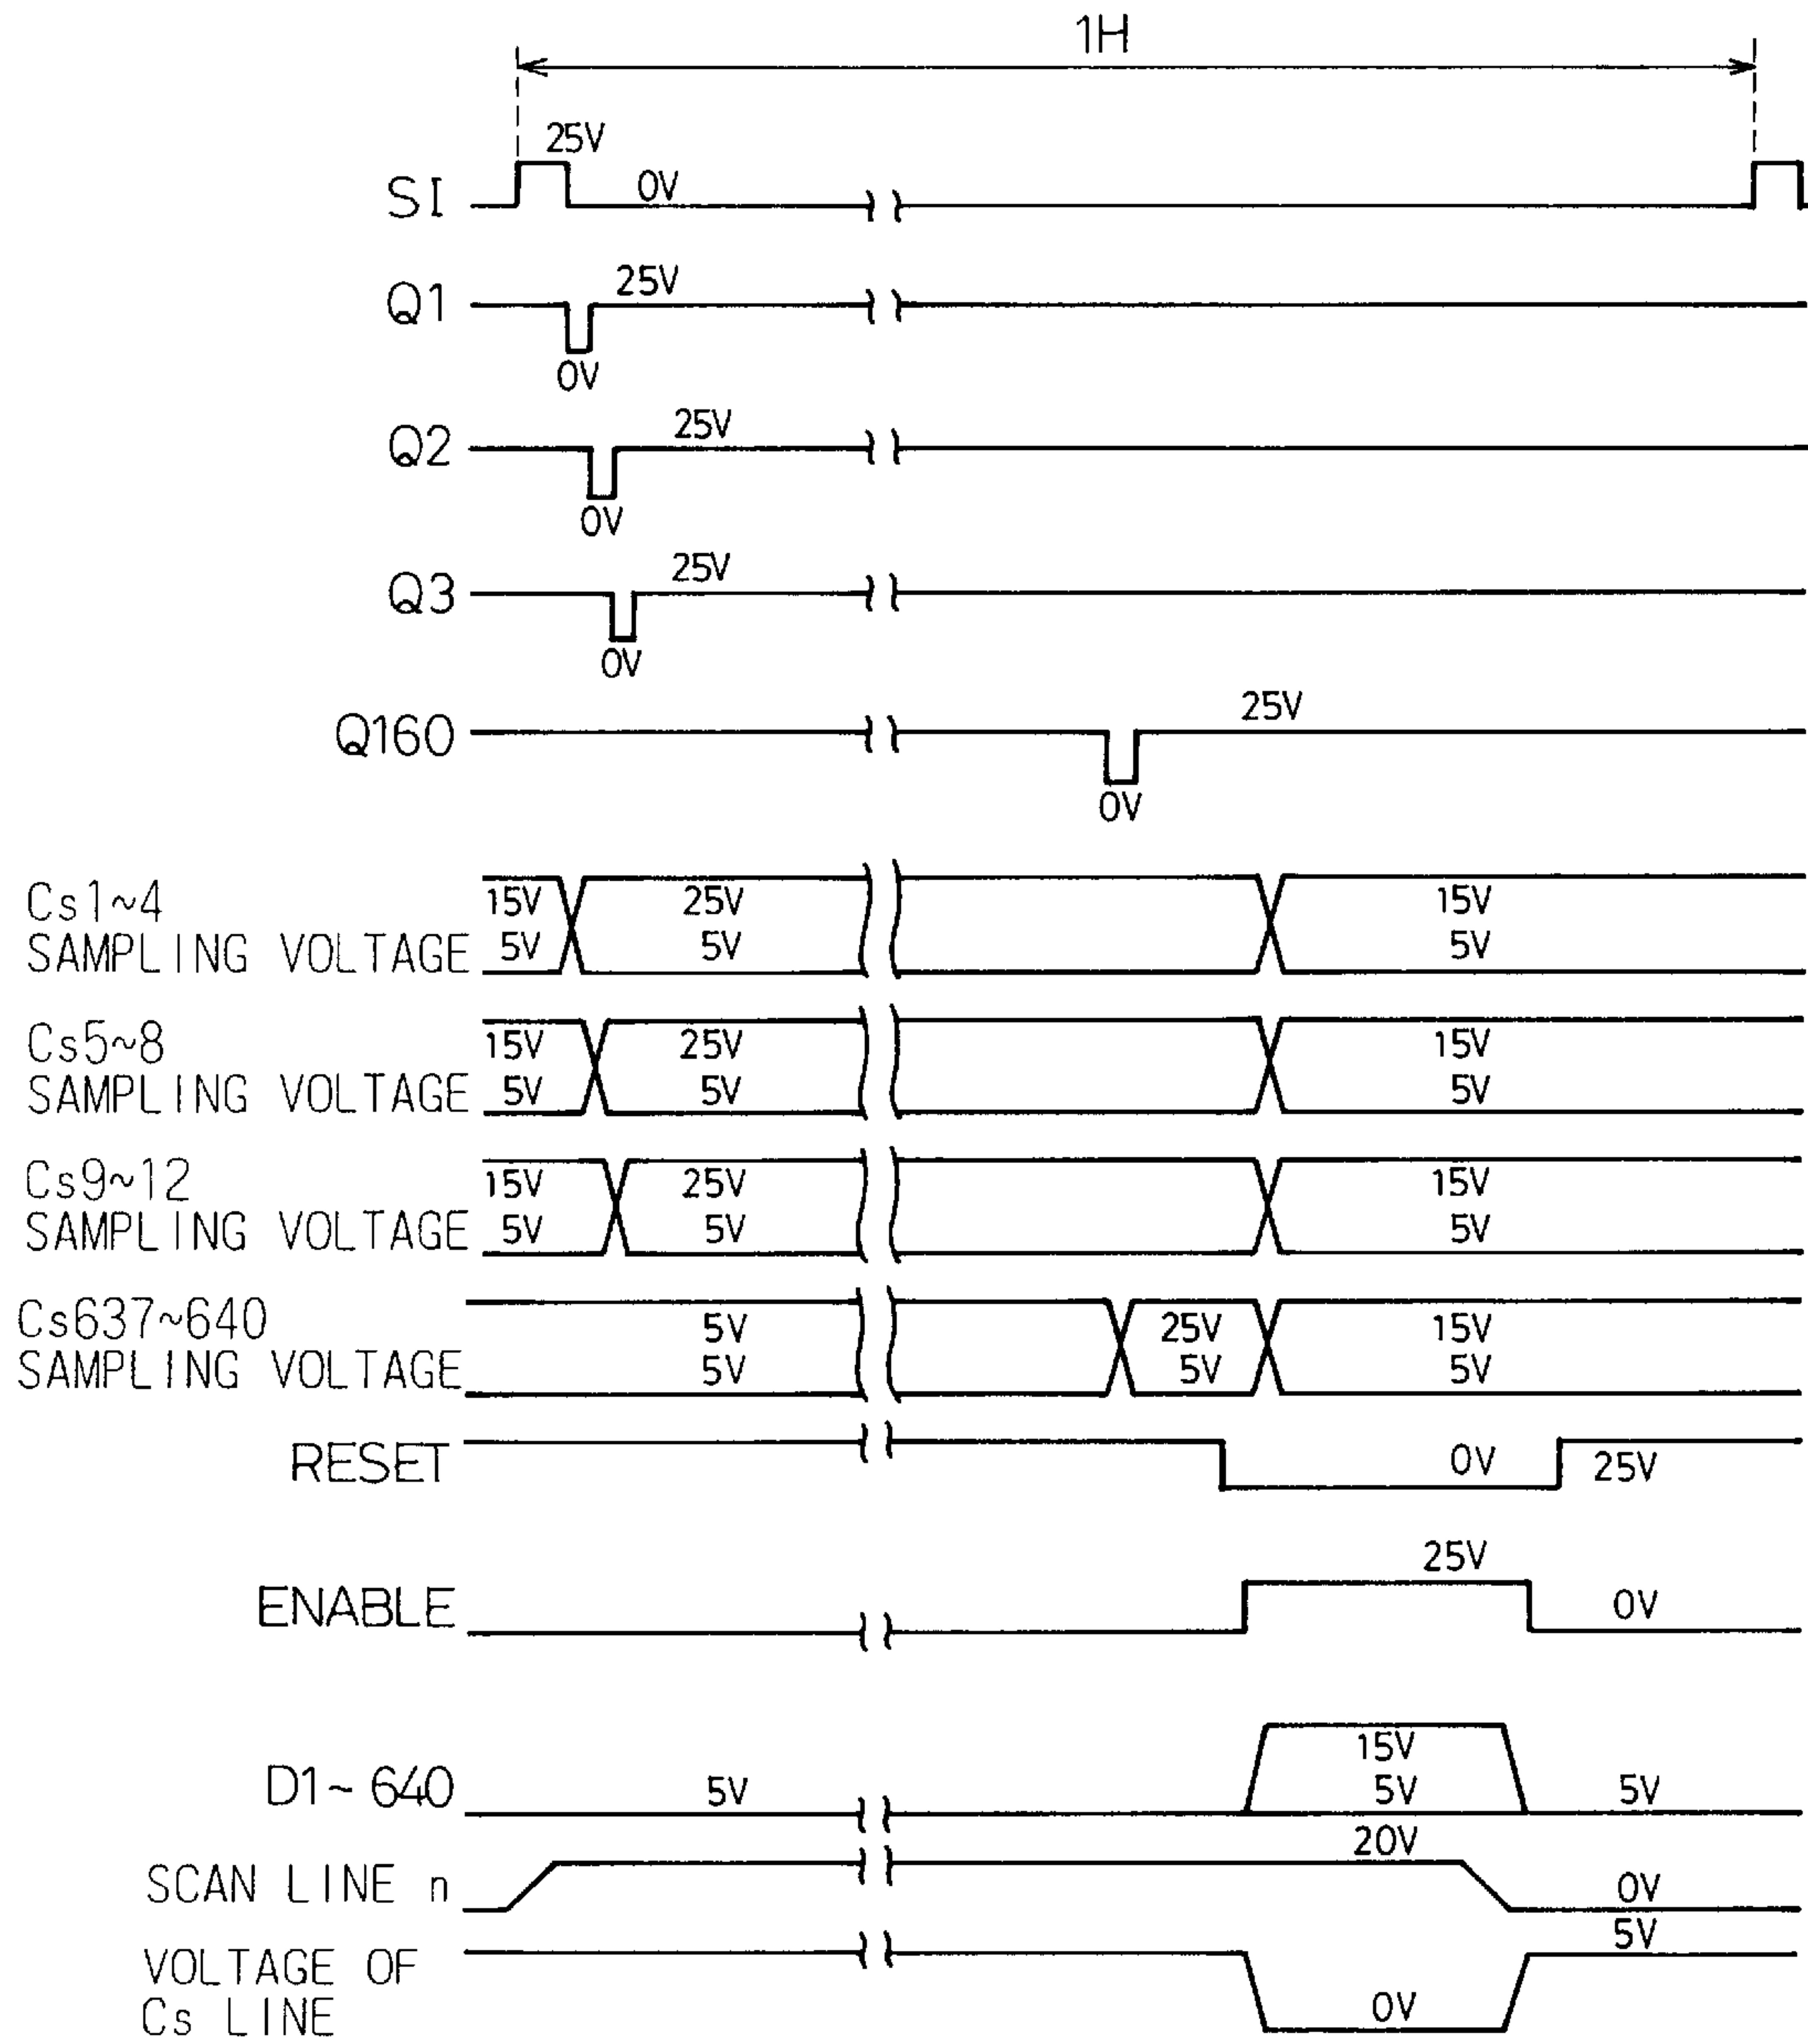 1H
25V
SI 0V
Q1 25V
0V
Q2 25V
0V
Q3 25V
0V
Q160 25V
0V
Cs1~4 15V 25V 15V
SAMPLING VOLTAGE 5V 5V 5V
Cs5~8 15V 25V 15V
SAMPLING VOLTAGE 5V 5V 5V
Cs9~12 15V 25V 15V
SAMPLING VOLTAGE 5V 5V 5V
Cs637~640 5V 25V 15V
SAMPLING VOLTAGE 5V 5V 5V
RESET 0V 25V
25V
ENABLE 0V
15V
D1~640 5V 5V 5V
20V
SCAN LINE n 0V
5V
VOLTAGE OF
Cs LINE 0V